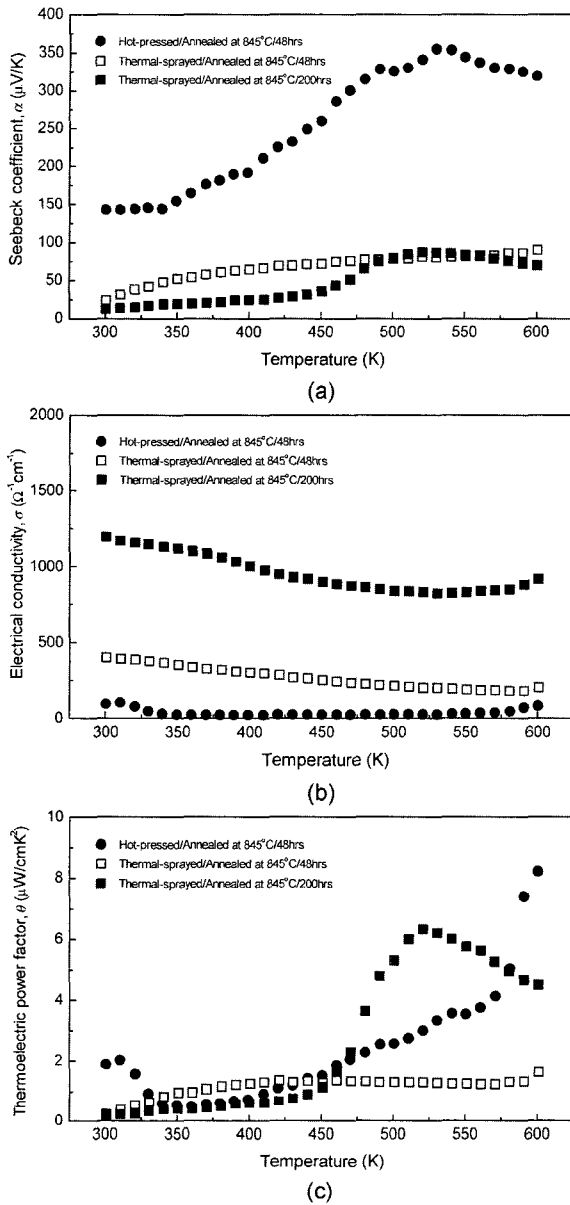 400
350
300
250
200
150
100
50
0
Seebeck coefficient, α (μV/K)
Hot-pressed/Annealed at 845°C/48hrs
Thermal-sprayed/Annealed at 845°C/48hrs
Thermal-sprayed/Annealed at 845°C/200hrs
300 350 400 450 500 550 600
Temperature (K)
(a)
2000
1500
1000
500
0
Electrical conductivity, σ (Ω⁻¹cm⁻¹)
Hot-pressed/Annealed at 845°C/48hrs
Thermal-sprayed/Annealed at 845°C/48hrs
Thermal-sprayed/Annealed at 845°C/200hrs
300 350 400 450 500 550 600
Temperature (K)
(b)
10
8
6
4
2
0
Thermoelectric power factor, θ (μW/cmK²)
Hot-pressed/Annealed at 845°C/48hrs
Thermal-sprayed/Annealed at 845°C/48hrs
Thermal-sprayed/Annealed at 845°C/200hrs
300 350 400 450 500 550 600
Temperature (K)
(c)